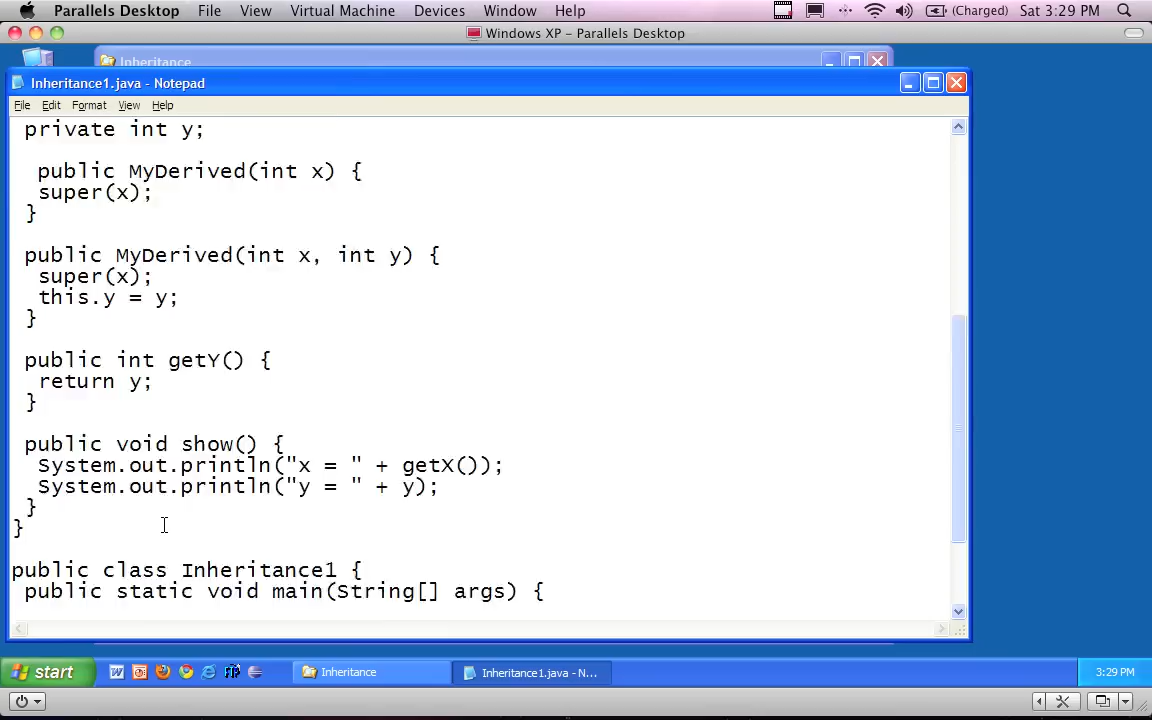 Parallels Desktop File View Virtual Machine Devices Window Help (Charged) Sat 3:29 PM
Windows XP – Parallels Desktop
Inheritance
Inheritance1.java - Notepad
File Edit Format View Help
private int y;
public MyDerived(int x) {
super(x);
}
public MyDerived(int x, int y) {
super(x);
this.y = y;
}
public int getY() {
return y;
}
public void show() {
System.out.println("x = " + getX());
System.out.println("y = " + y);
}
}
public class Inheritance1 {
public static void main(String[] args) {
start Inheritance Inheritance1.java - N... 3:29 PM